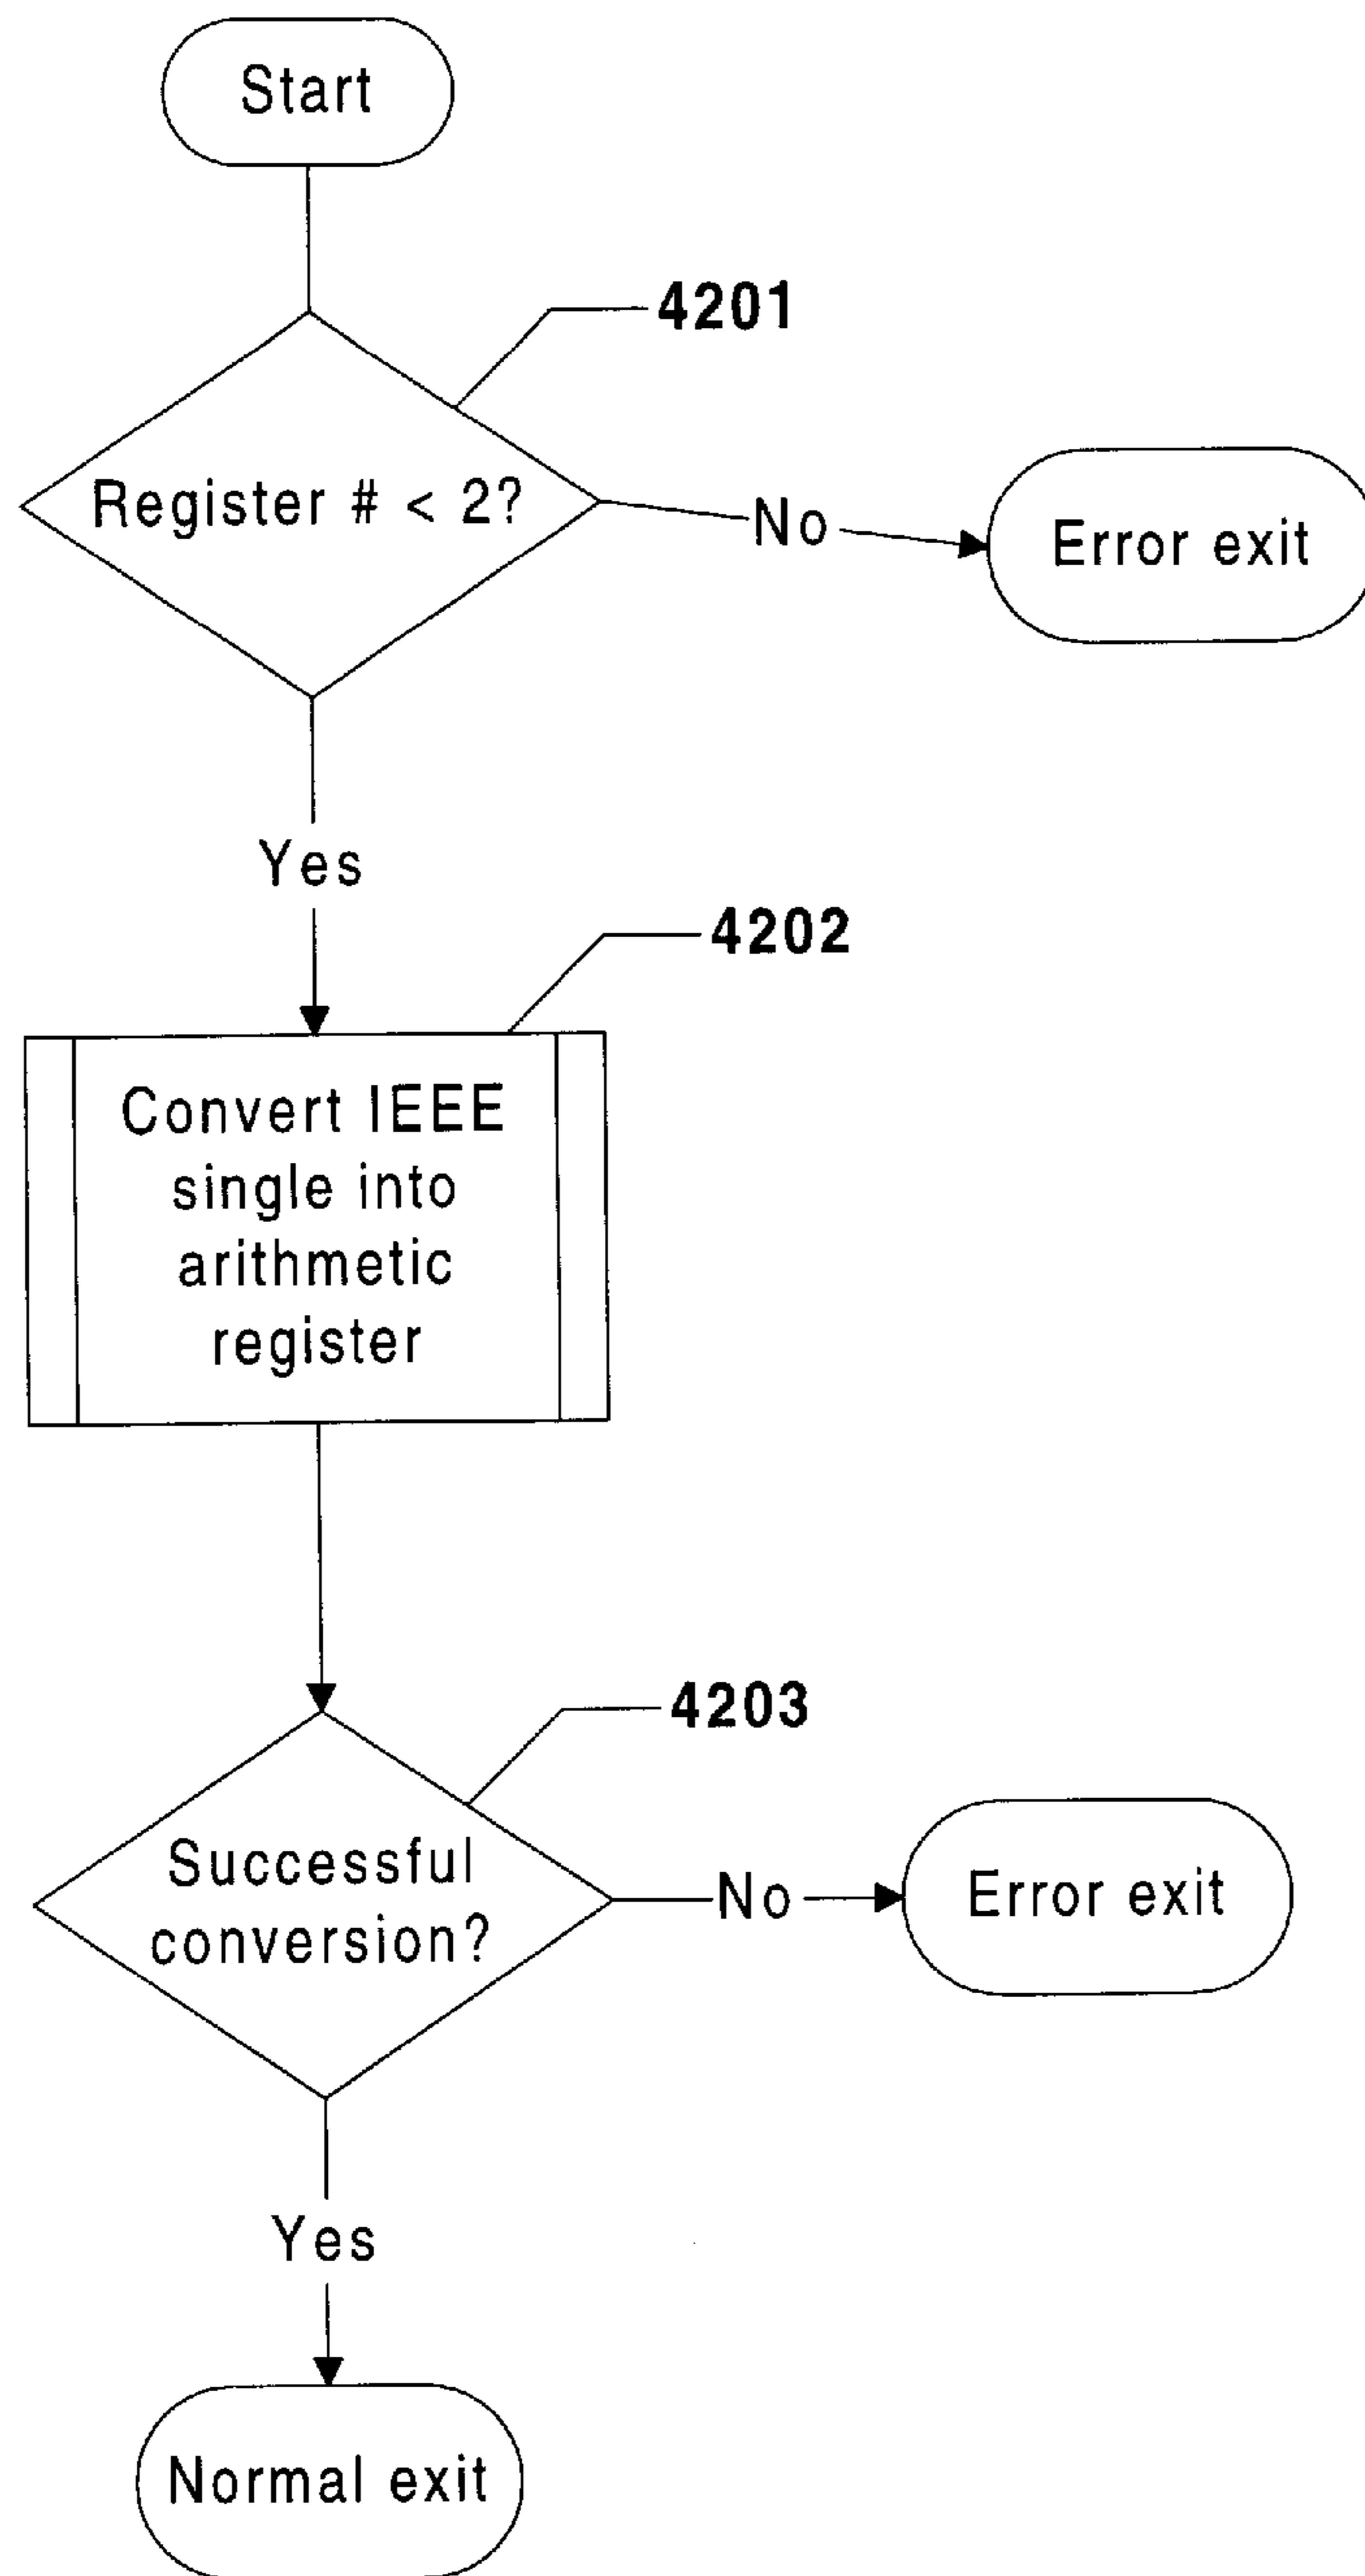 Start
4201
Register # < 2?
No
Error exit
Yes
4202
Convert IEEE
single into
arithmetic
register
4203
Successful
conversion?
No
Error exit
Yes
Normal exit